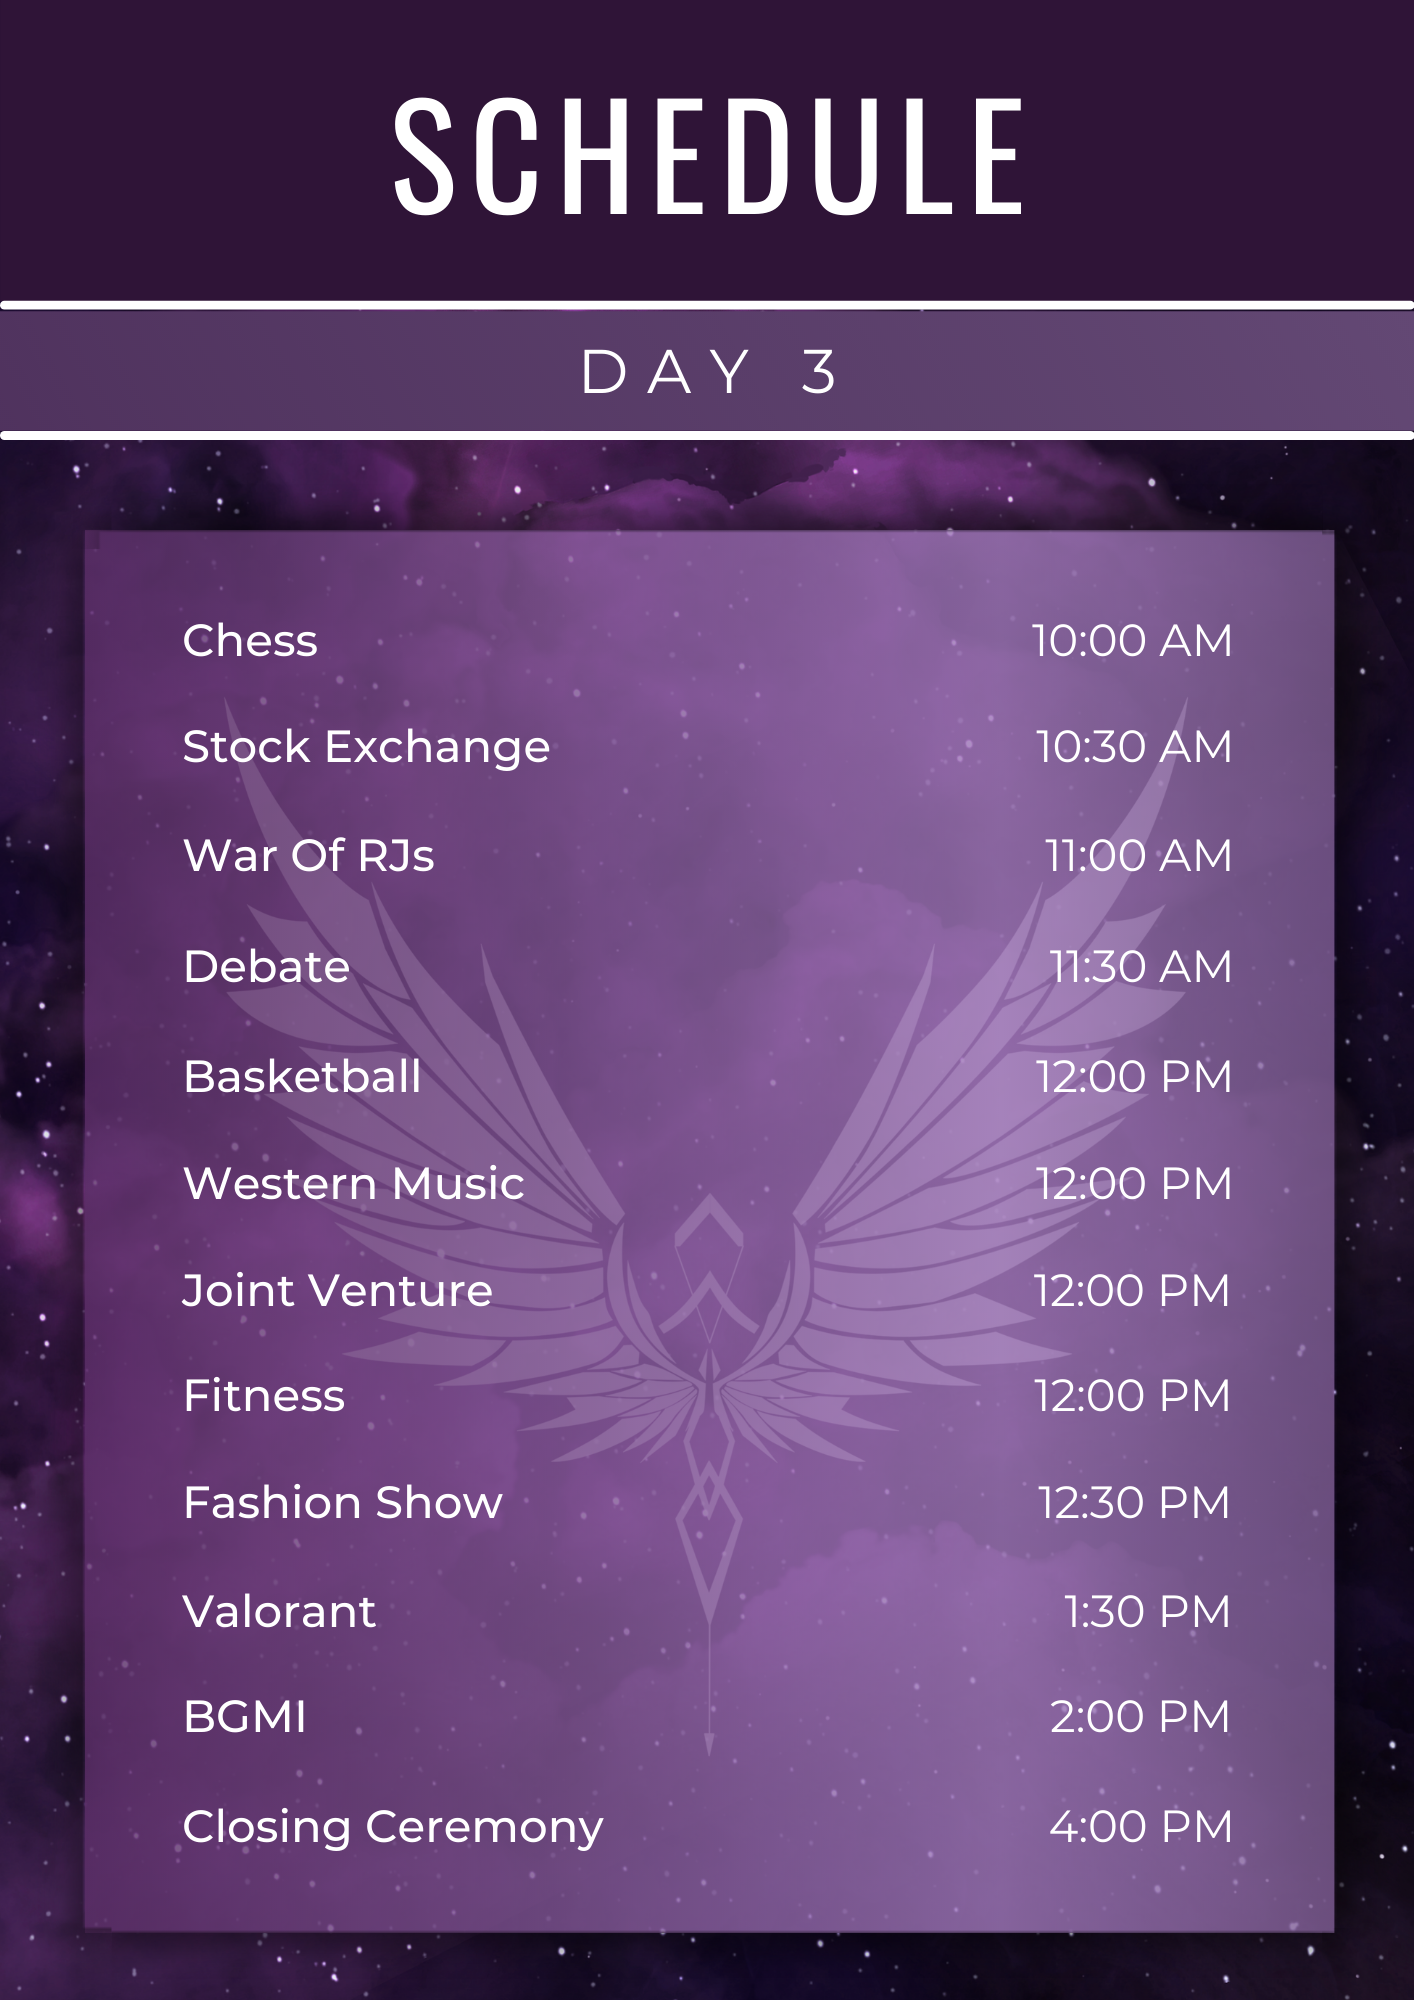 SCHEDULE
DAY 3
Chess 10:00 AM
Stock Exchange 10:30 AM
War Of RJs 11:00 AM
Debate 11:30 AM
Basketball 12:00 PM
Western Music 12:00 PM
Joint Venture 12:00 PM
Fitness 12:00 PM
Fashion Show 12:30 PM
Valorant 1:30 PM
BGMI 2:00 PM
Closing Ceremony 4:00 PM